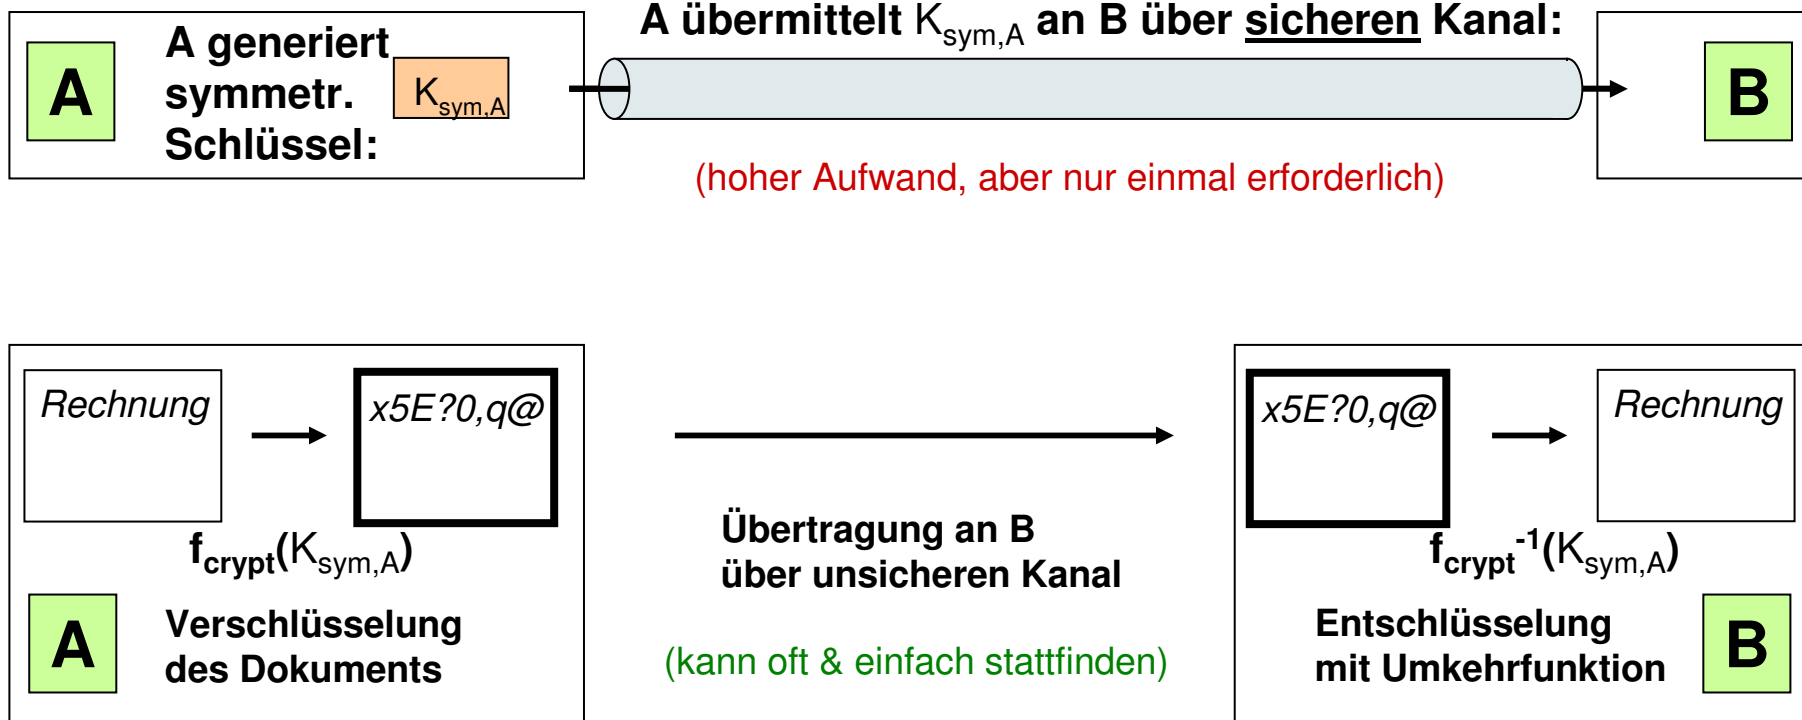 A übermittelt Ksym,A an B über sicheren Kanal:
A
A generiert
symmetr.
Schlüssel:
Ksym,A
B
(hoher Aufwand, aber nur einmal erforderlich)
Rechnung
x5E?0,q@
fcrypt(Ksym,A)
A
Verschlüsselung
des Dokuments
Übertragung an B
über unsicheren Kanal
(kann oft & einfach stattfinden)
x5E?0,q@
Rechnung
fcrypt-1(Ksym,A)
Entschlüsselung
mit Umkehrfunktion
B